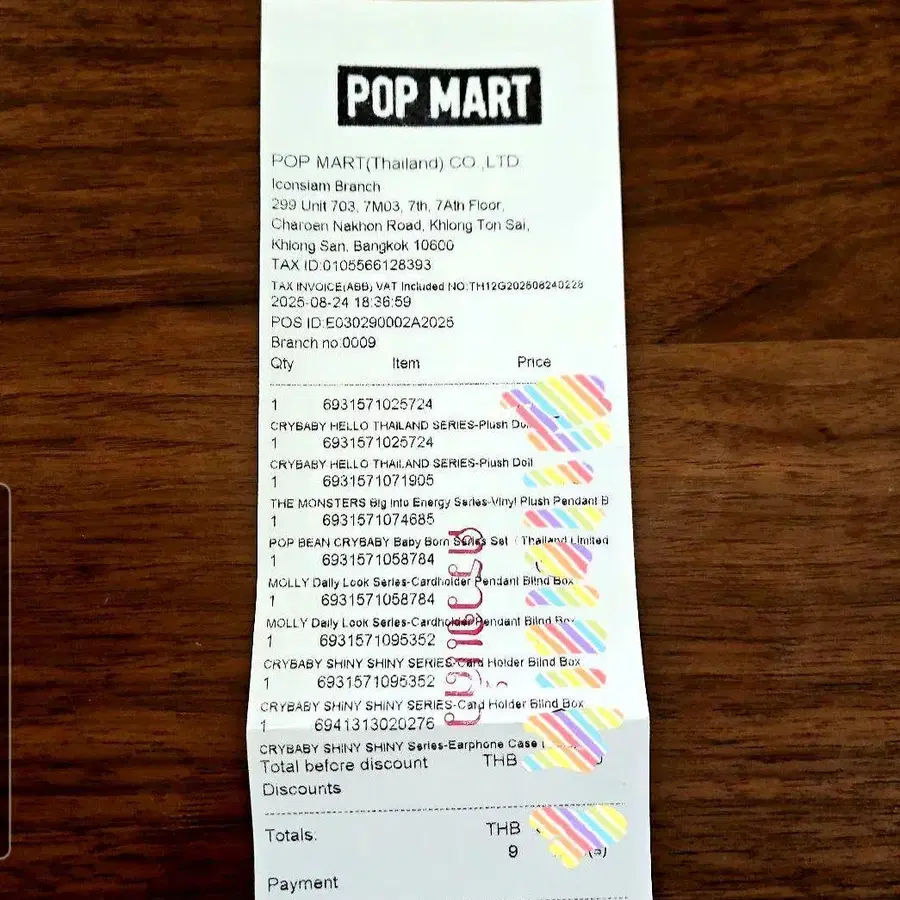 POP MART
POP MART(Thailand) CO.,LTD
Iconsiam Branch
299 Unit 703, 7M03, 7th, 7Ath Floor,
Charoen Nakhon Road, Khlong Ton Sai,
Khlong San, Bangkok 10600
TAX ID:0105566128393
TAX INVOICE(ABB) VAT Included NO:TH12G202508240228
2025-08-24 18:36:59
POS ID:E030290002A2025
Branch no:0009
Qty Item Price
1 6931571025724
CRYBABY HELLO THAILAND SERIES-Plush
1 6931571025724
CRYBABY HELLO THAILAND SERIES-Plush Doll
1 6931571071905
THE MONSTERS Big into Energy Series-Vinyl Plush Pendant B
1 6931571074685
POP BEAN CRYBABY Baby Born Series Set (Thailand Limited
1 6931571058784
MOLLY Daily Look Series-Cardholder Pendant Blind Box
1 6931571058784
MOLLY Daily Look Series-Cardholder Pendant Blind Box
1 6931571095352
CRYBABY SHINY SHINY SERIES-Card Holder Blind Box
1 6931571095352
CRYBABY SHINY SHINY SERIES-Card Holder Blind Box
1 6941313020276
CRYBABY SHINY SHINY Series-Earphone Case
Total before discount THB
Discounts
Totals: THB
9
Payment